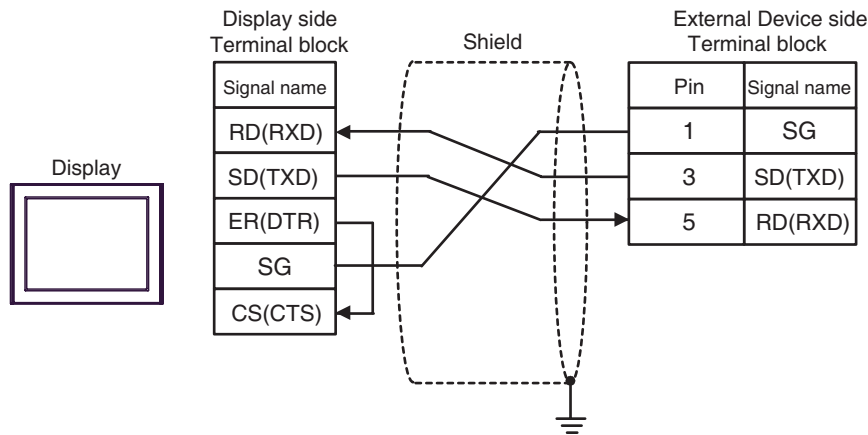 Display side
Terminal block
Shield
External Device side
Terminal block
Display
Signal name
RD(RXD)
SD(TXD)
ER(DTR)
SG
CS(CTS)
Pin Signal name
1 SG
3 SD(TXD)
5 RD(RXD)